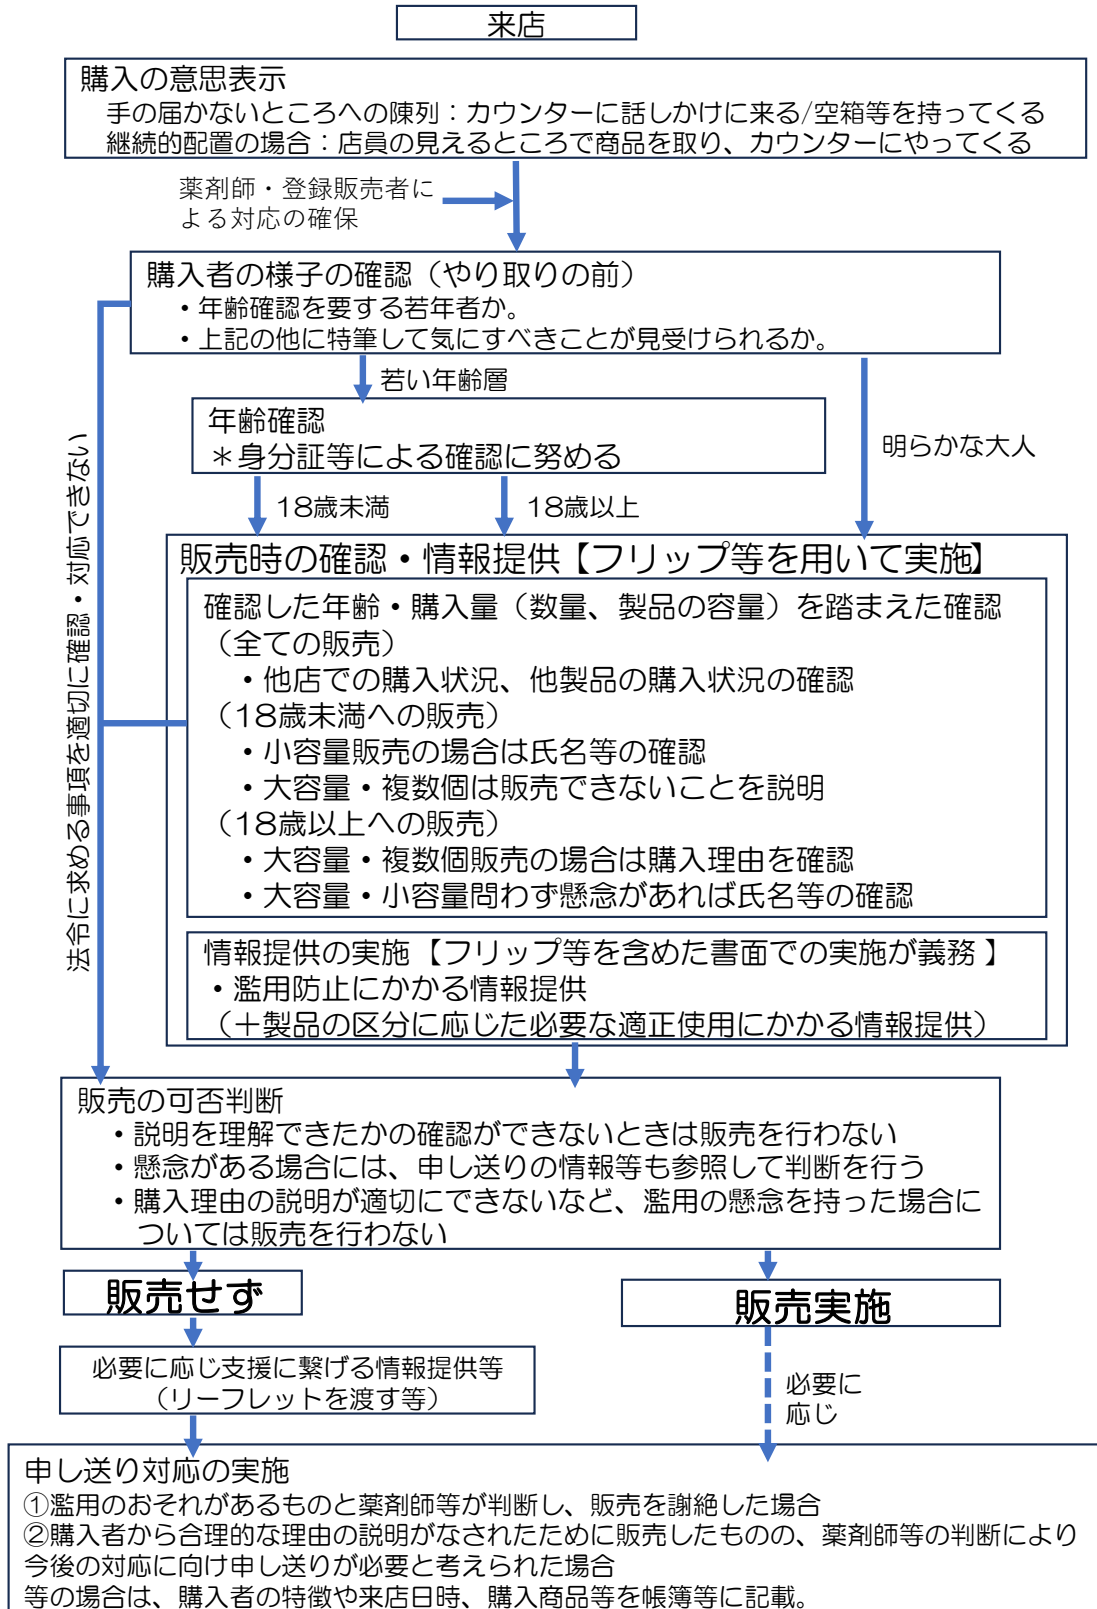 来店
購入の意思表示
手の届かないところへの陳列：カウンターに話しかけに来る/空箱等を持ってくる
継続的配置の場合：店員の見えるところで商品を取り、カウンターにやってくる
薬剤師・登録販売者に
よる対応の確保
購入者の様子の確認（やり取りの前）
・年齢確認を要する若年者か。
・上記の他に特筆して気にすべきことが見受けられるか。
若い年齢層
年齢確認
＊身分証等による確認に努める
明らかな大人
18歳未満
18歳以上
法令に求める事項を適切に確認・対応できない
販売時の確認・情報提供【フリップ等を用いて実施】
確認した年齢・購入量（数量、製品の容量）を踏まえた確認
（全ての販売）
・他店での購入状況、他製品の購入状況の確認
（18歳未満への販売）
・小容量販売の場合は氏名等の確認
・大容量・複数個は販売できないことを説明
（18歳以上への販売）
・大容量・複数個販売の場合は購入理由を確認
・大容量・小容量問わず懸念があれば氏名等の確認
情報提供の実施【フリップ等を含めた書面での実施が義務 】
・濫用防止にかかる情報提供
（＋製品の区分に応じた必要な適正使用にかかる情報提供）
販売の可否判断
・説明を理解できたかの確認ができないときは販売を行わない
・懸念がある場合には、申し送りの情報等も参照して判断を行う
・購入理由の説明が適切にできないなど、濫用の懸念を持った場合に
ついては販売を行わない
販売せず
販売実施
必要に応じ支援に繋げる情報提供等
（リーフレットを渡す等）
必要に
応じ
申し送り対応の実施
①濫用のおそれがあるものと薬剤師等が判断し、販売を謝絶した場合
②購入者から合理的な理由の説明がなされたために販売したものの、薬剤師等の判断により
今後の対応に向け申し送りが必要と考えられた場合
等の場合は、購入者の特徴や来店日時、購入商品等を帳簿等に記載。